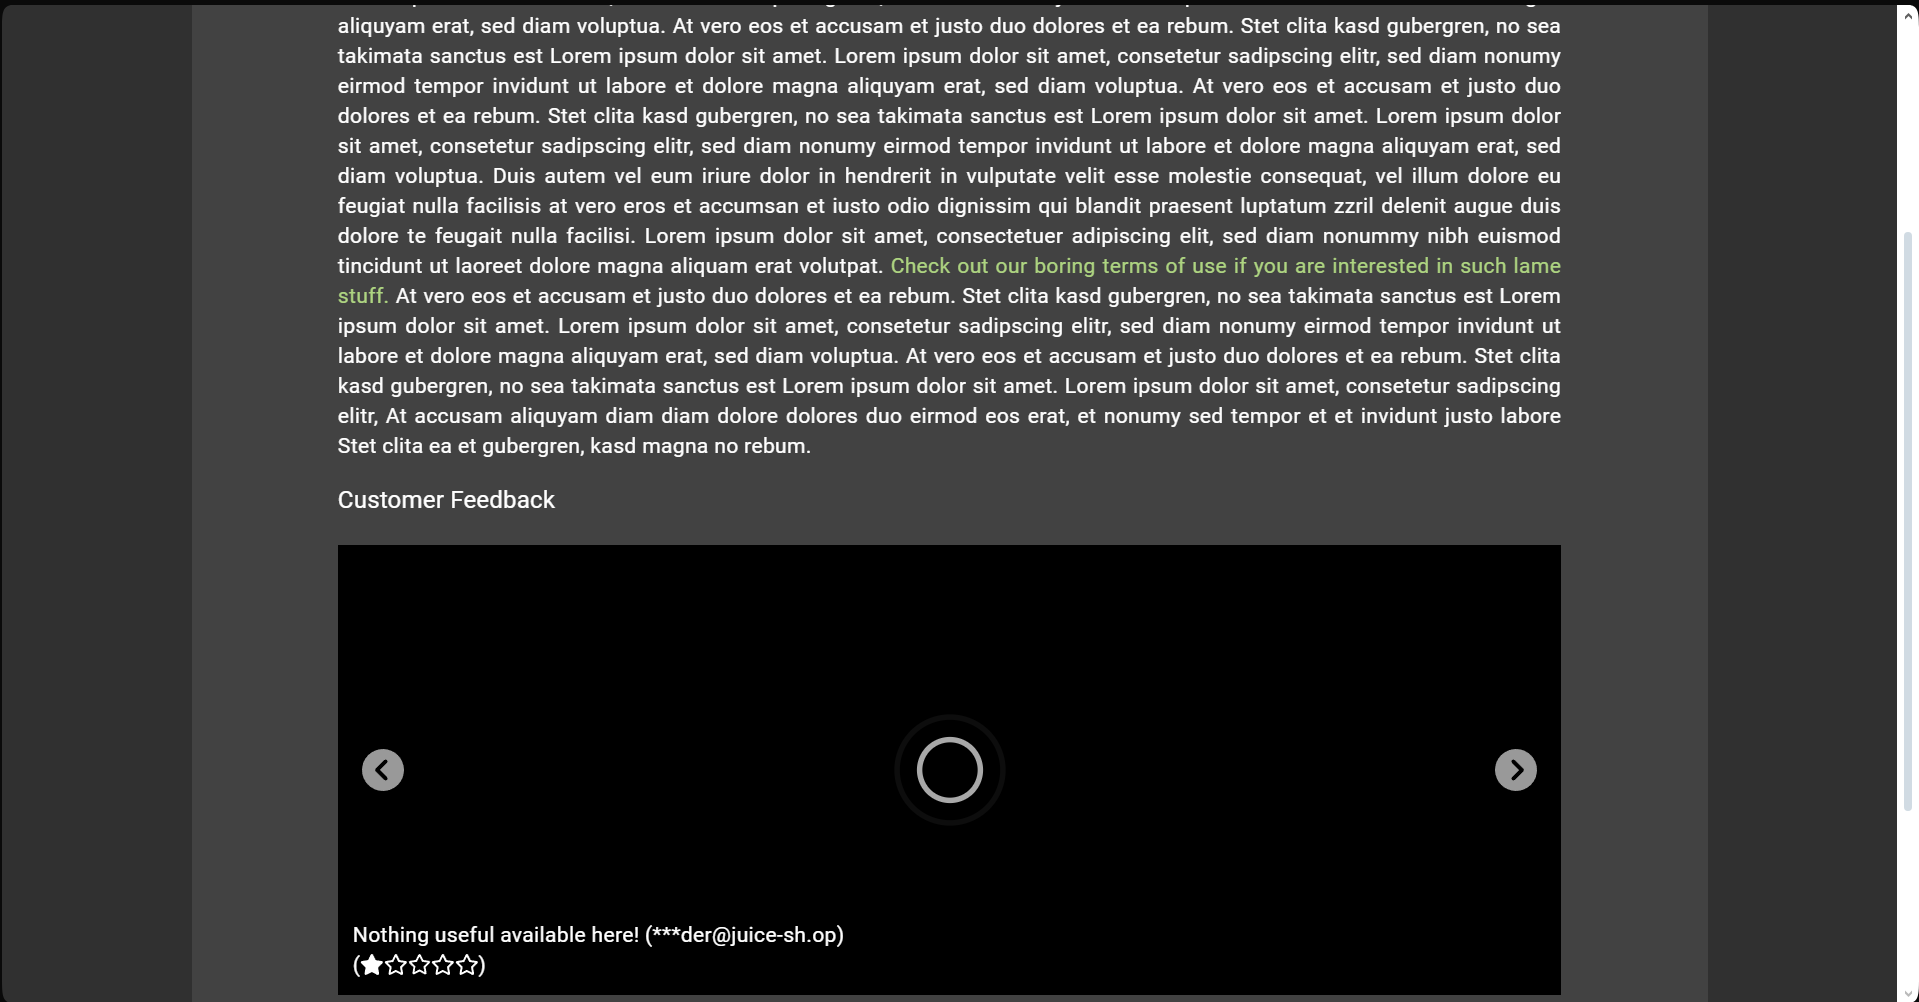 aliquyam erat, sed diam voluptua. At vero eos et accusam et justo duo dolores et ea rebum. Stet clita kasd gubergren, no sea
takimata sanctus est Lorem ipsum dolor sit amet. Lorem ipsum dolor sit amet, consetetur sadipscing elitr, sed diam nonumy
eirmod tempor invidunt ut labore et dolore magna aliquyam erat, sed diam voluptua. At vero eos et accusam et justo duo
dolores et ea rebum. Stet clita kasd gubergren, no sea takimata sanctus est Lorem ipsum dolor sit amet. Lorem ipsum dolor
sit amet, consetetur sadipscing elitr, sed diam nonumy eirmod tempor invidunt ut labore et dolore magna aliquyam erat, sed
diam voluptua. Duis autem vel eum iriure dolor in hendrerit in vulputate velit esse molestie consequat, vel illum dolore eu
feugiat nulla facilisis at vero eros et accumsan et iusto odio dignissim qui blandit praesent luptatum zzril delenit augue duis
dolore te feugait nulla facilisi. Lorem ipsum dolor sit amet, consectetuer adipiscing elit, sed diam nonummy nibh euismod
tincidunt ut laoreet dolore magna aliquam erat volutpat. Check out our boring terms of use if you are interested in such lame
stuff. At vero eos et accusam et justo duo dolores et ea rebum. Stet clita kasd gubergren, no sea takimata sanctus est Lorem
ipsum dolor sit amet. Lorem ipsum dolor sit amet, consetetur sadipscing elitr, sed diam nonumy eirmod tempor invidunt ut
labore et dolore magna aliquyam erat, sed diam voluptua. At vero eos et accusam et justo duo dolores et ea rebum. Stet clita
kasd gubergren, no sea takimata sanctus est Lorem ipsum dolor sit amet. Lorem ipsum dolor sit amet, consetetur sadipscing
elitr, At accusam aliquyam diam diam dolore dolores duo eirmod eos erat, et nonumy sed tempor et et invidunt justo labore
Stet clita ea et gubergren, kasd magna no rebum.
Customer Feedback
Nothing useful available here! (***der@juice-sh.op)
(★☆☆☆☆)